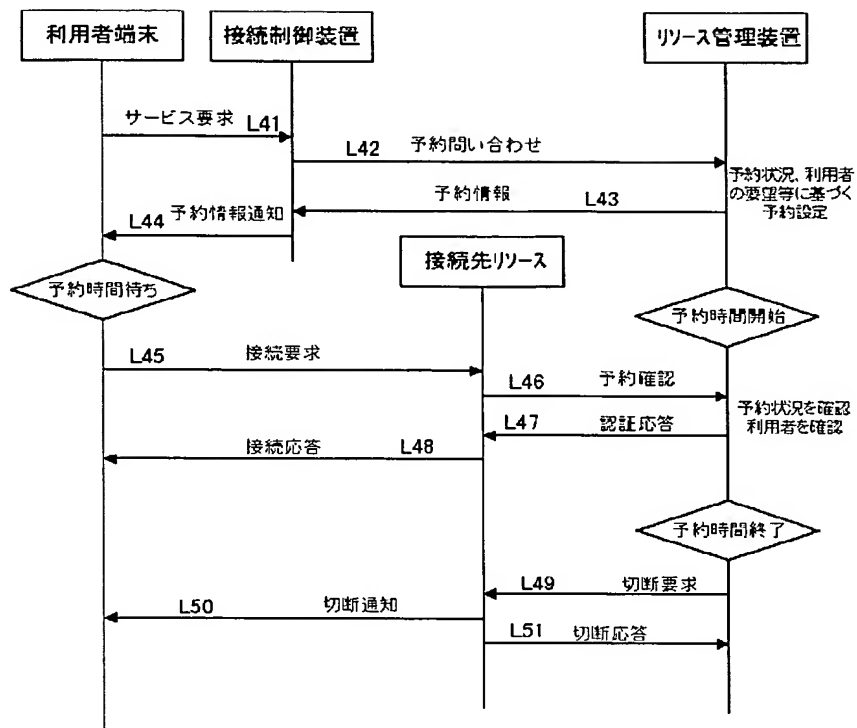 利用者端末
接続制御装置
リソース管理装置
サービス要求
L41
L42
予約問い合わせ
予約状況、利用者
の要望等に基づく
予約設定
予約情報
L43
L44
予約情報通知
接続先リソース
予約時間待ち
予約時間開始
L45
接続要求
L46
予約確認
予約状況を確認
利用者を確認
L47
認証応答
接続応答
L48
予約時間終了
L49
切断要求
L50
切断通知
L51
切断応答